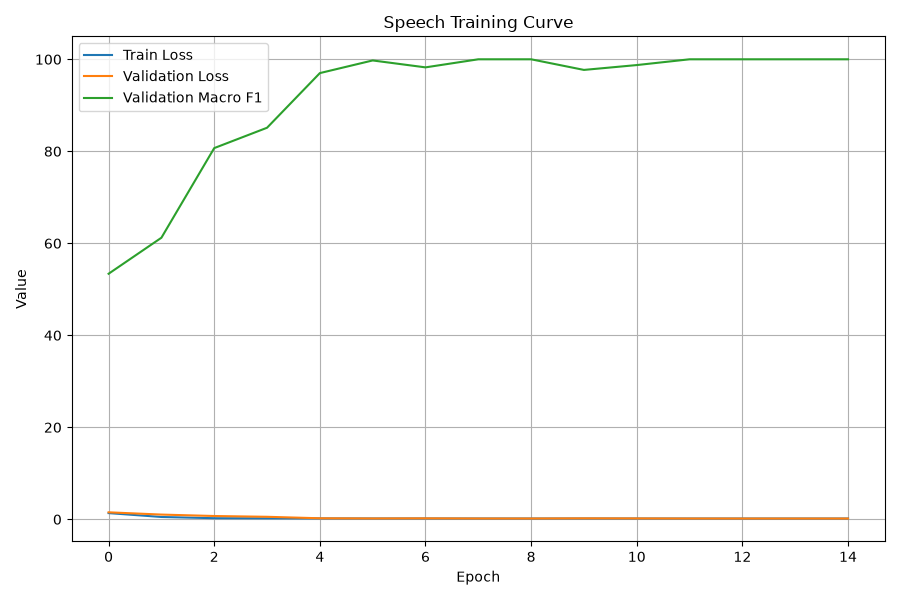 Speech Training Curve
Train Loss
Validation Loss
Validation Macro F1
100
80
60
40
20
0
Value
0 2 4 6 8 10 12 14
Epoch